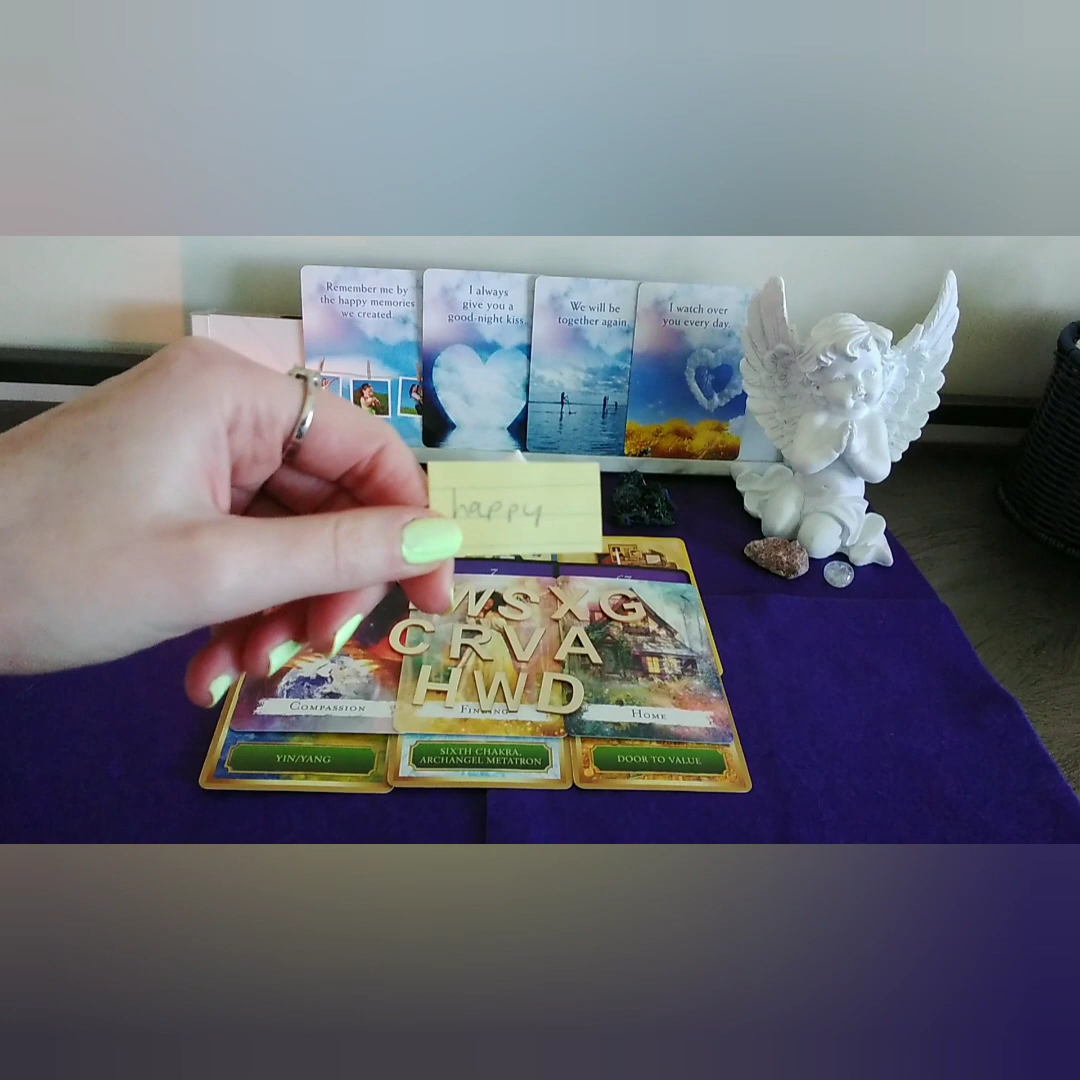 Remember me by
the happy memories
we created.
I always
give you a
good-night kiss.
We will be
together again.
I watch over
you every day.
happy
7
WSXG
CRVA
HWD
COMPASSION
FINDING
HOME
YIN/YANG
SIXTH CHAKRA,
ARCHANGEL METATRON
DOOR TO VALUE